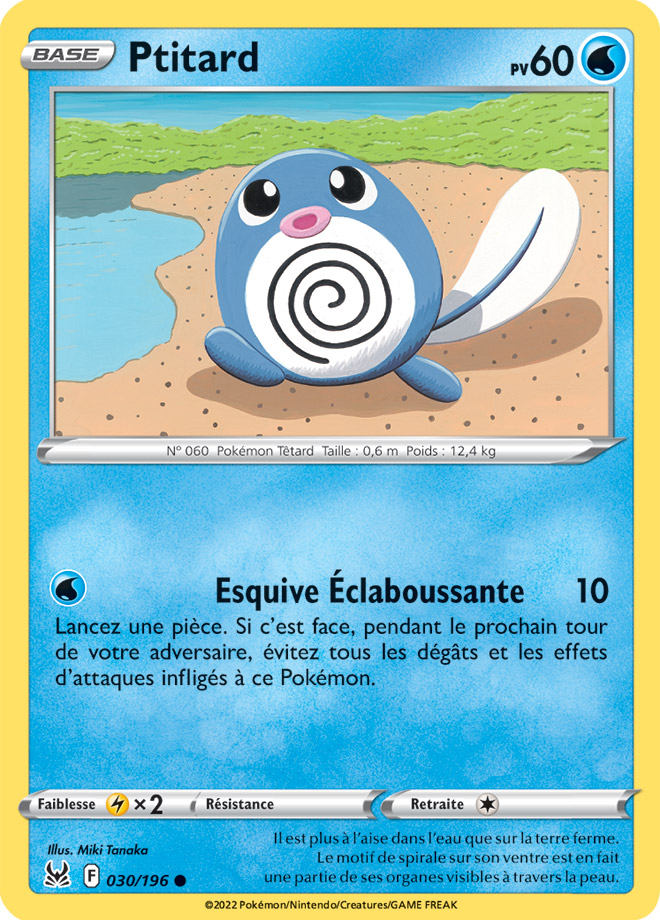 BASE Ptitard PV60
N° 060 Pokémon Têtard Taille : 0,6 m Poids : 12,4 kg
Esquive Éclaboussante 10
Lancez une pièce. Si c'est face, pendant le prochain tour
de votre adversaire, évitez tous les dégâts et les effets
d'attaques infligés à ce Pokémon.
Faiblesse ×2 Résistance Retraite
Illus. Miki Tanaka
F 030/196
Il est plus à l'aise dans l'eau que sur la terre ferme.
Le motif de spirale sur son ventre est en fait
une partie de ses organes visibles à travers la peau.
©2022 Pokémon/Nintendo/Creatures/GAME FREAK